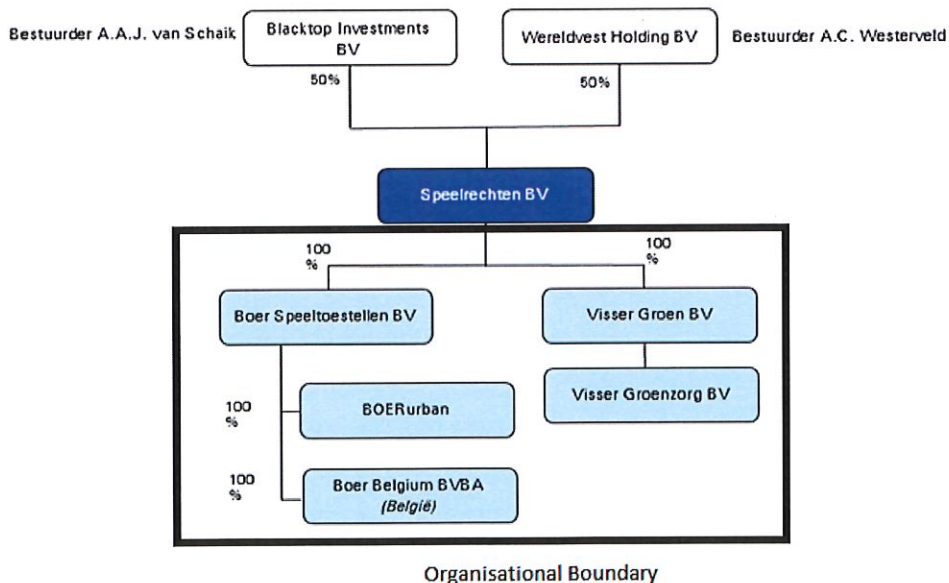 Bestuurder A.A.J. van Schaik
Blacktop Investments
BV
Wereldvest Holding BV
Bestuurder A.C. Westerveld
50%
50%
Speelrechten BV
100
%
100
%
Boer Speeltoestellen BV
Visser Groen BV
100
%
BOERurban
Visser Groenzorg BV
100
%
Boer Belgium BVBA
(België)
Organisational Boundary